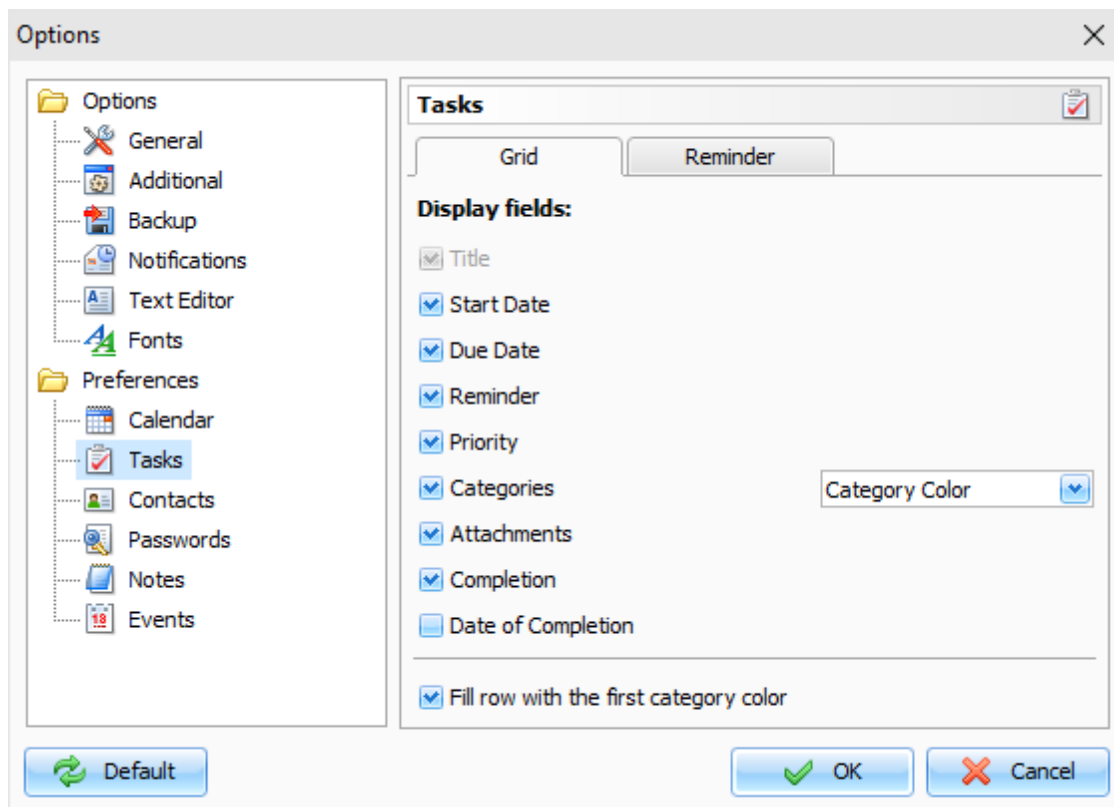 Options
Options
General
Additional
Backup
Notifications
Text Editor
Fonts
Preferences
Calendar
Tasks
Contacts
Passwords
Notes
Events
Tasks
Grid
Reminder
Display fields:
Title
Start Date
Due Date
Reminder
Priority
Categories
Category Color
Attachments
Completion
Date of Completion
Fill row with the first category color
Default
OK
Cancel